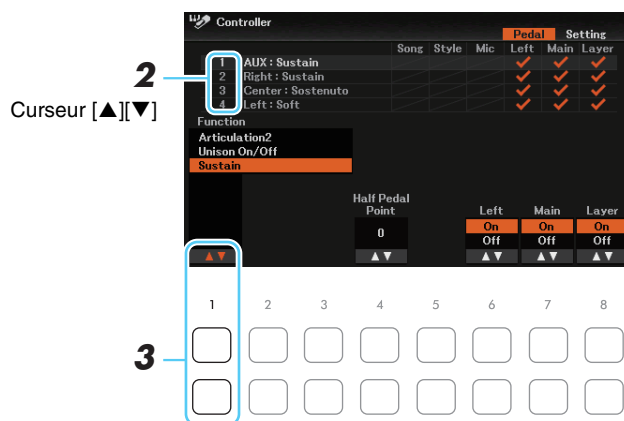 Controller
Pedal Setting
Song Style Mic Left Main Layer
1 AUX : Sustain
2 Right : Sustain
3 Center : Sostenuto
4 Left : Soft
2
Curseur [▲][▼]
Function
Articulation2
Unison On/Off
Sustain
Half Pedal
Point
0
▲▼
Left Main Layer
On On On
Off Off Off
▲▼ ▲▼ ▲▼
▲▼
1 2 3 4 5 6 7 8
3